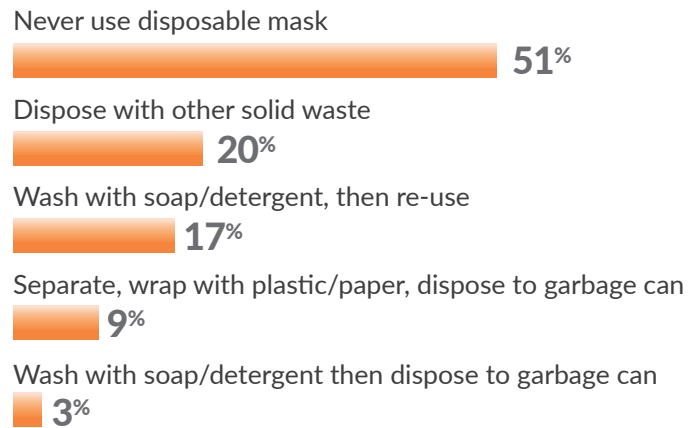 Never use disposable mask
51%
Dispose with other solid waste
20%
Wash with soap/detergent, then re-use
17%
Separate, wrap with plastic/paper, dispose to garbage can
9%
Wash with soap/detergent then dispose to garbage can
3%